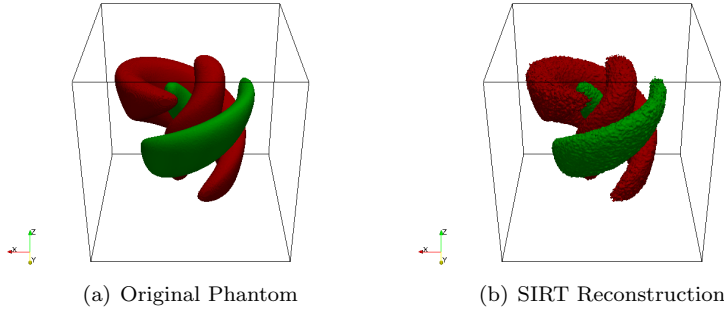 Z
X
Y
Z
X
Y
(a) Original Phantom
(b) SIRT Reconstruction